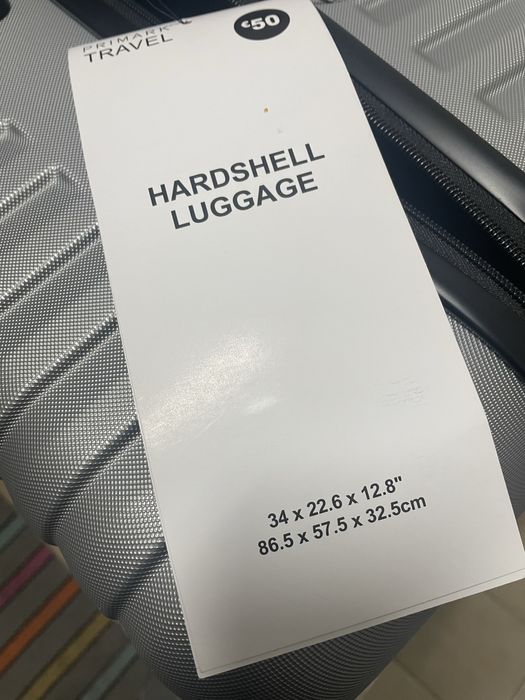 €50
PRIMARK
TRAVEL
HARDSHELL
LUGGAGE
34 x 22.6 x 12.8"
86.5 x 57.5 x 32.5cm